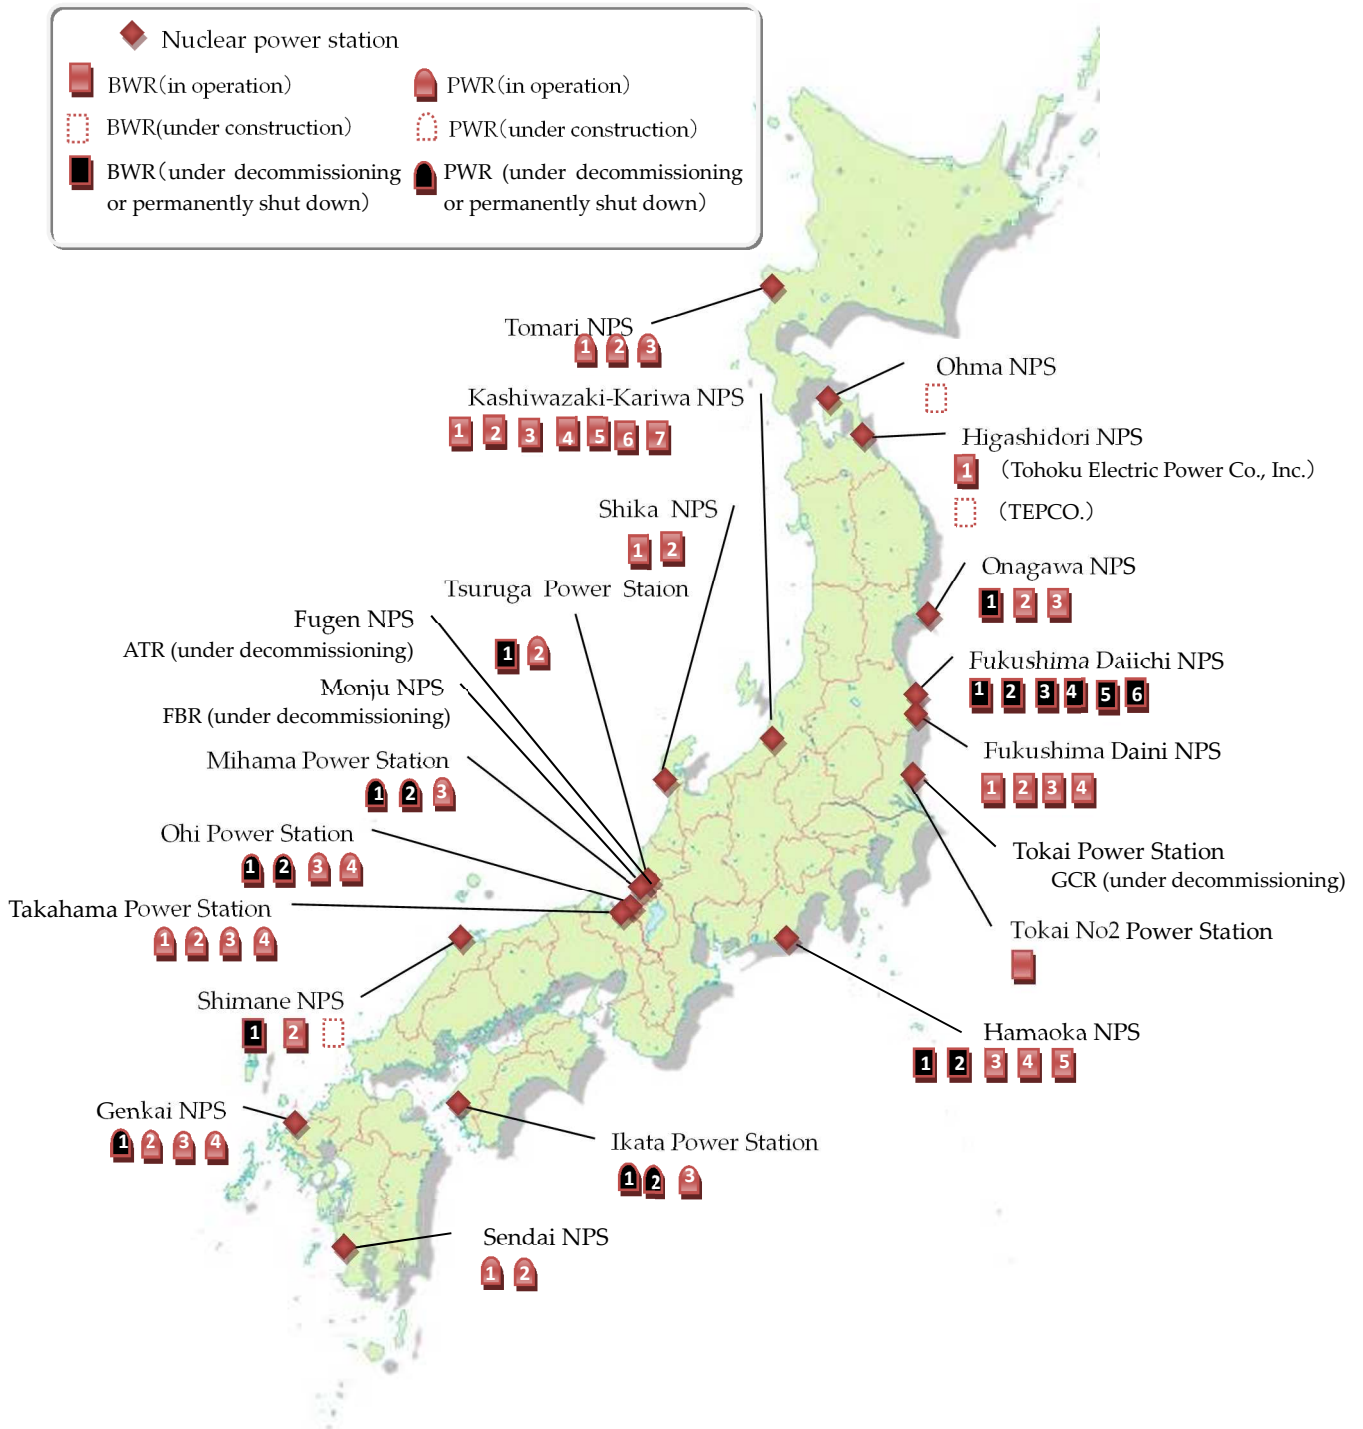 Nuclear power station
BWR(in operation)
PWR(in operation)
BWR(under construction)
PWR(under construction)
BWR(under decommissioning
or permanently shut down)
PWR (under decommissioning
or permanently shut down)
Tomari NPS
1 2 3
Kashiwazaki-Kariwa NPS
1 2 3 4 5 6 7
Shika NPS
1 2
Tsuruga Power Staion
1 2
Fugen NPS
ATR (under decommissioning)
Monju NPS
FBR (under decommissioning)
Mihama Power Station
1 2 3
Ohi Power Station
1 2 3 4
Takahama Power Station
1 2 3 4
Shimane NPS
1 2
Genkai NPS
1 2 3 4
Sendai NPS
1 2
Ikata Power Station
1 2 3
Ohma NPS
Higashidori NPS
1 (Tohoku Electric Power Co., Inc.)
(TEPCO.)
Onagawa NPS
1 2 3
Fukushima Daiichi NPS
1 2 3 4 5 6
Fukushima Daini NPS
1 2 3 4
Tokai Power Station
GCR (under decommissioning)
Tokai No2 Power Station
Hamaoka NPS
1 2 3 4 5